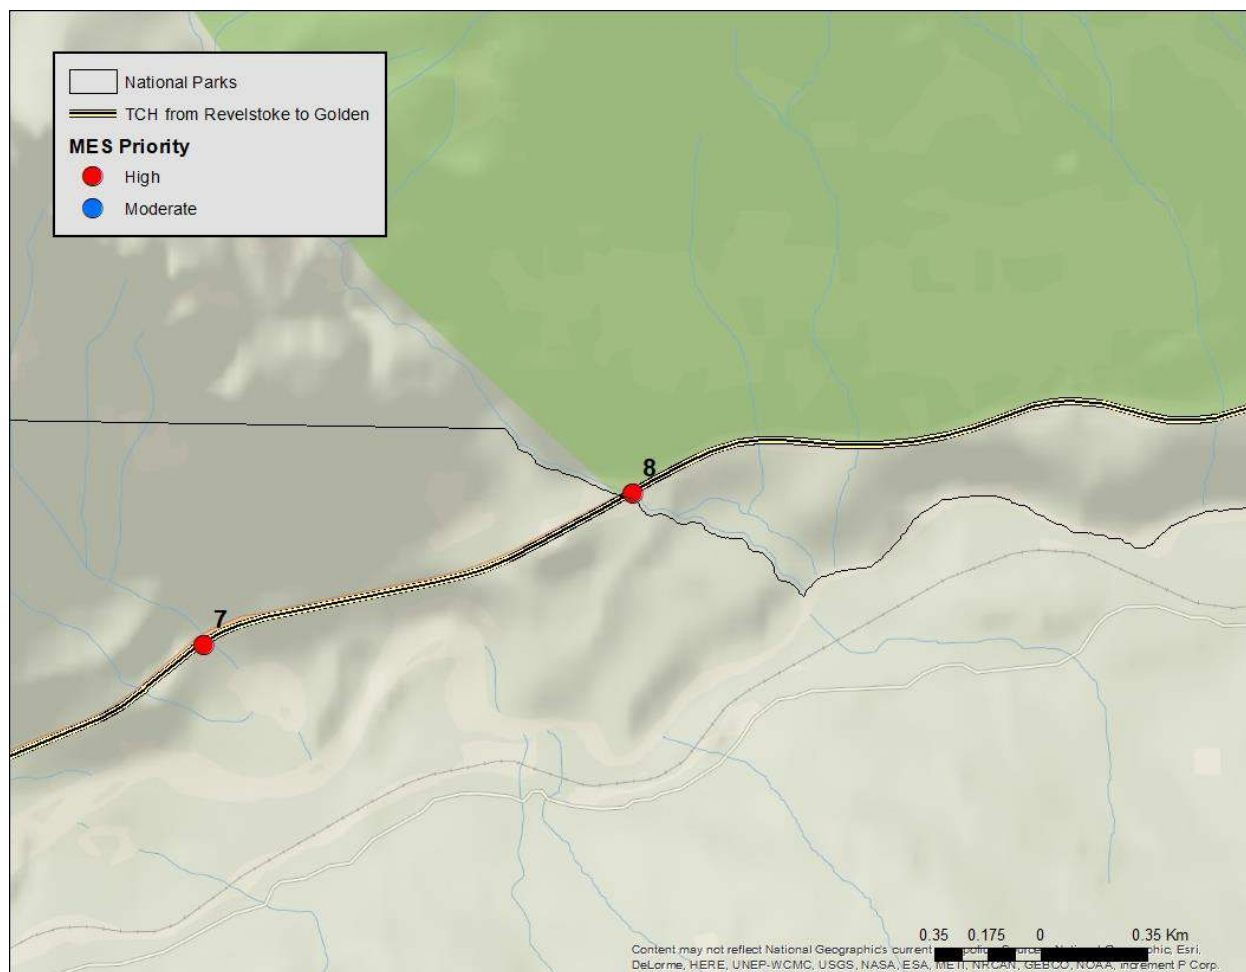 National Parks
TCH from Revelstoke to Golden
MES Priority
High
Moderate
8
7
0.35 0.175 0 0.35 Km
Content may not reflect National Geographic's current Geographic, Esri,
DeLorme, HERE, UNEP-WCMC, USGS, NASA, ESA, METI, NRCAN, GEBCO, NOAA, increment P Corp.